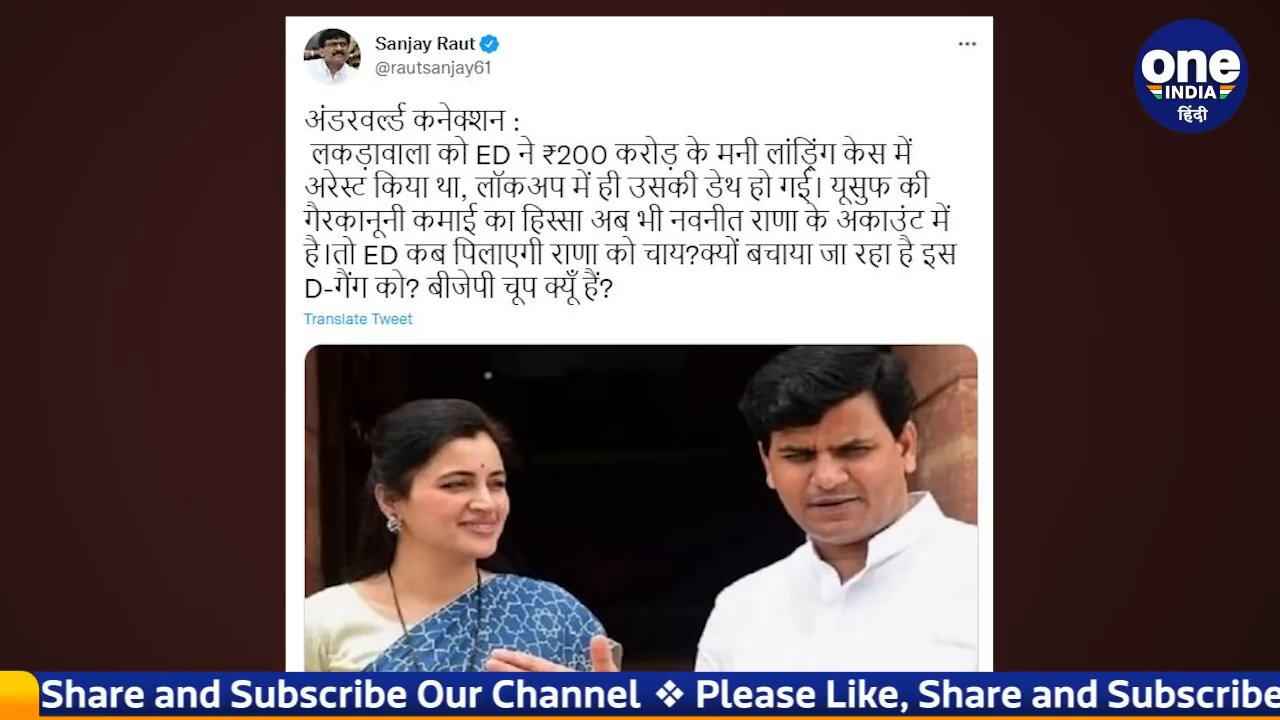 Sanjay Raut
@rautsanjay61
one
INDIA
हिंदी
अंडरवर्ल्ड कनेक्शन :
लकड़ावाला को ED ने ₹200 करोड़ के मनी लांड्रिंग केस में
अरेस्ट किया था, लॉकअप में ही उसकी डेथ हो गई। यूसुफ की
गैरकानूनी कमाई का हिस्सा अब भी नवनीत राणा के अकाउंट में
है।तो ED कब पिलाएगी राणा को चाय?क्यों बचाया जा रहा है इस
D-गैंग को? बीजेपी चूप क्यूँ हैं?
Translate Tweet
Share and Subscribe Our Channel ❖ Please Like, Share and Subscribe